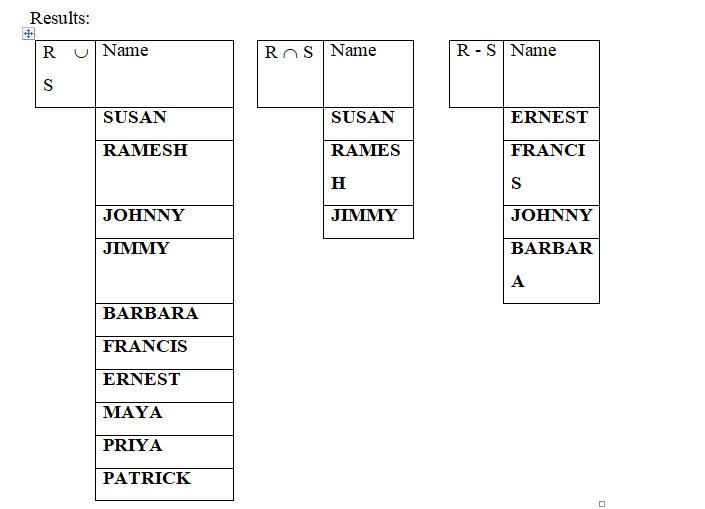 Results:
R ∪ S Name
SUSAN
RAMESH
JOHNNY
JIMMY
BARBARA
FRANCIS
ERNEST
MAYA
PRIYA
PATRICK
R ∩ S Name
SUSAN
RAMES
H
JIMMY
R - S Name
ERNEST
FRANCI
S
JOHNNY
BARBAR
A